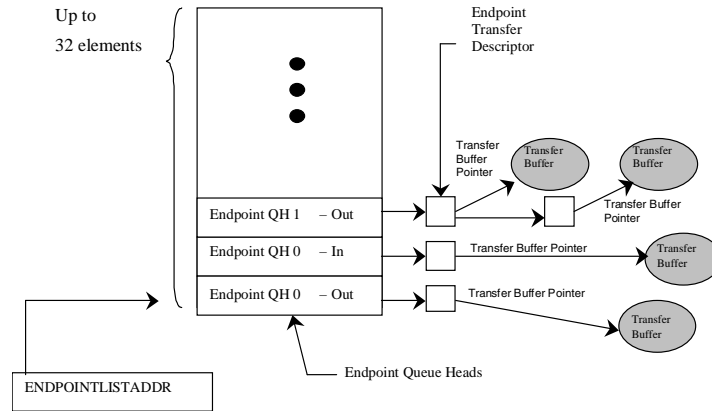 Up to
32 elements
Endpoint
Transfer
Descriptor
Transfer
Buffer
Pointer
Transfer
Buffer
Transfer
Buffer
Transfer Buffer
Pointer
Endpoint QH 1 – Out
Endpoint QH 0 – In
Transfer Buffer Pointer
Transfer
Buffer
Endpoint QH 0 – Out
Transfer Buffer Pointer
Transfer
Buffer
Endpoint Queue Heads
ENDPOINTLISTADDR